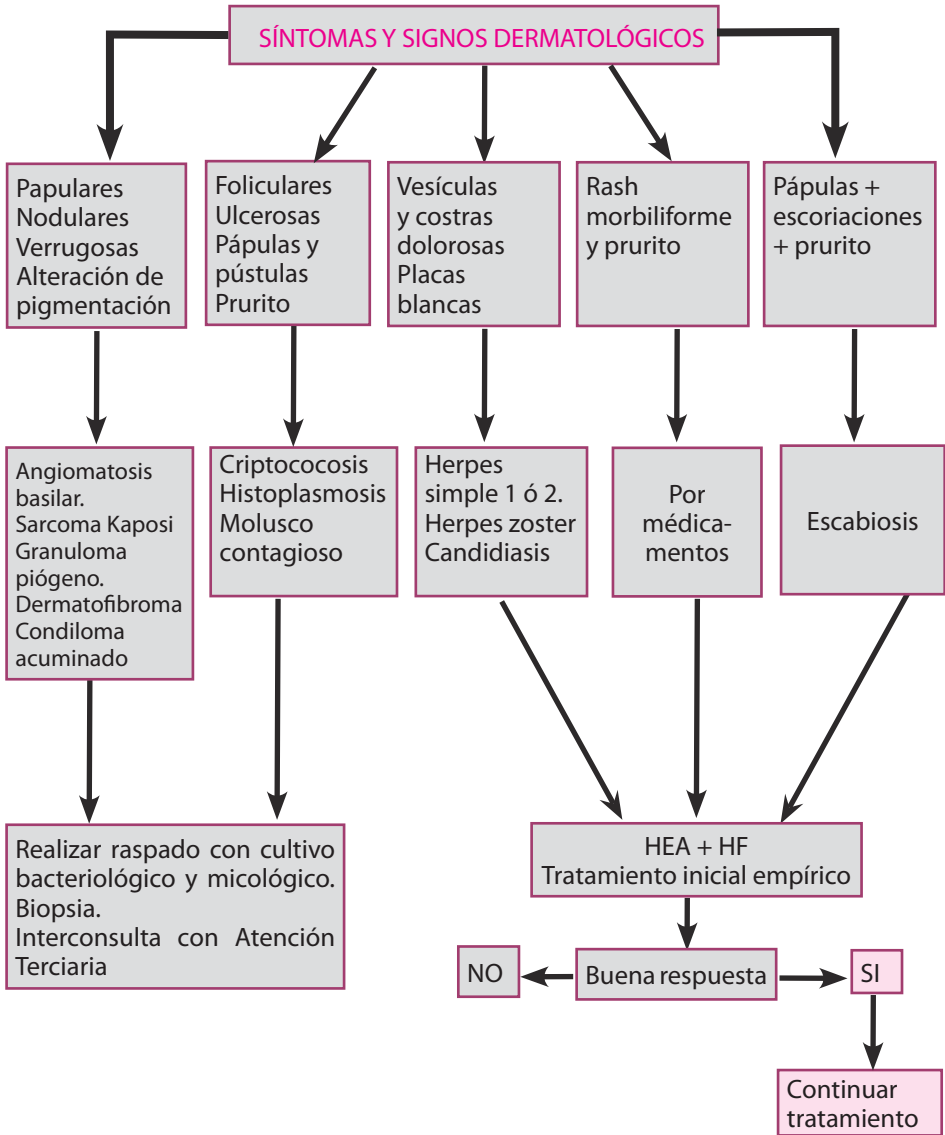 SÍNTOMAS Y SIGNOS DERMATOLÓGICOS
Papulares
Nodulares
Verrugosas
Alteración de
pigmentación
Foliculares
Ulcerosas
Pápulas y
pústulas
Prurito
Vesículas
y costras
dolorosas
Placas
blancas
Rash
morbiliforme
y prurito
Pápulas +
escoriaciones
+ prurito
Angiomatosis
basilar.
Sarcoma Kaposi
Granuloma
piógeno.
Dermatofibroma
Condiloma
acuminado
Criptococosis
Histoplasmosis
Molusco
contagioso
Herpes
simple 1 ó 2.
Herpes zoster
Candidiasis
Por
médica-
mentos
Escabiosis
Realizar raspado con cultivo
bacteriológico y micológico.
Biopsia.
Interconsulta con Atención
Terciaria
HEA + HF
Tratamiento inicial empírico
NO
Buena respuesta
SI
Continuar
tratamiento